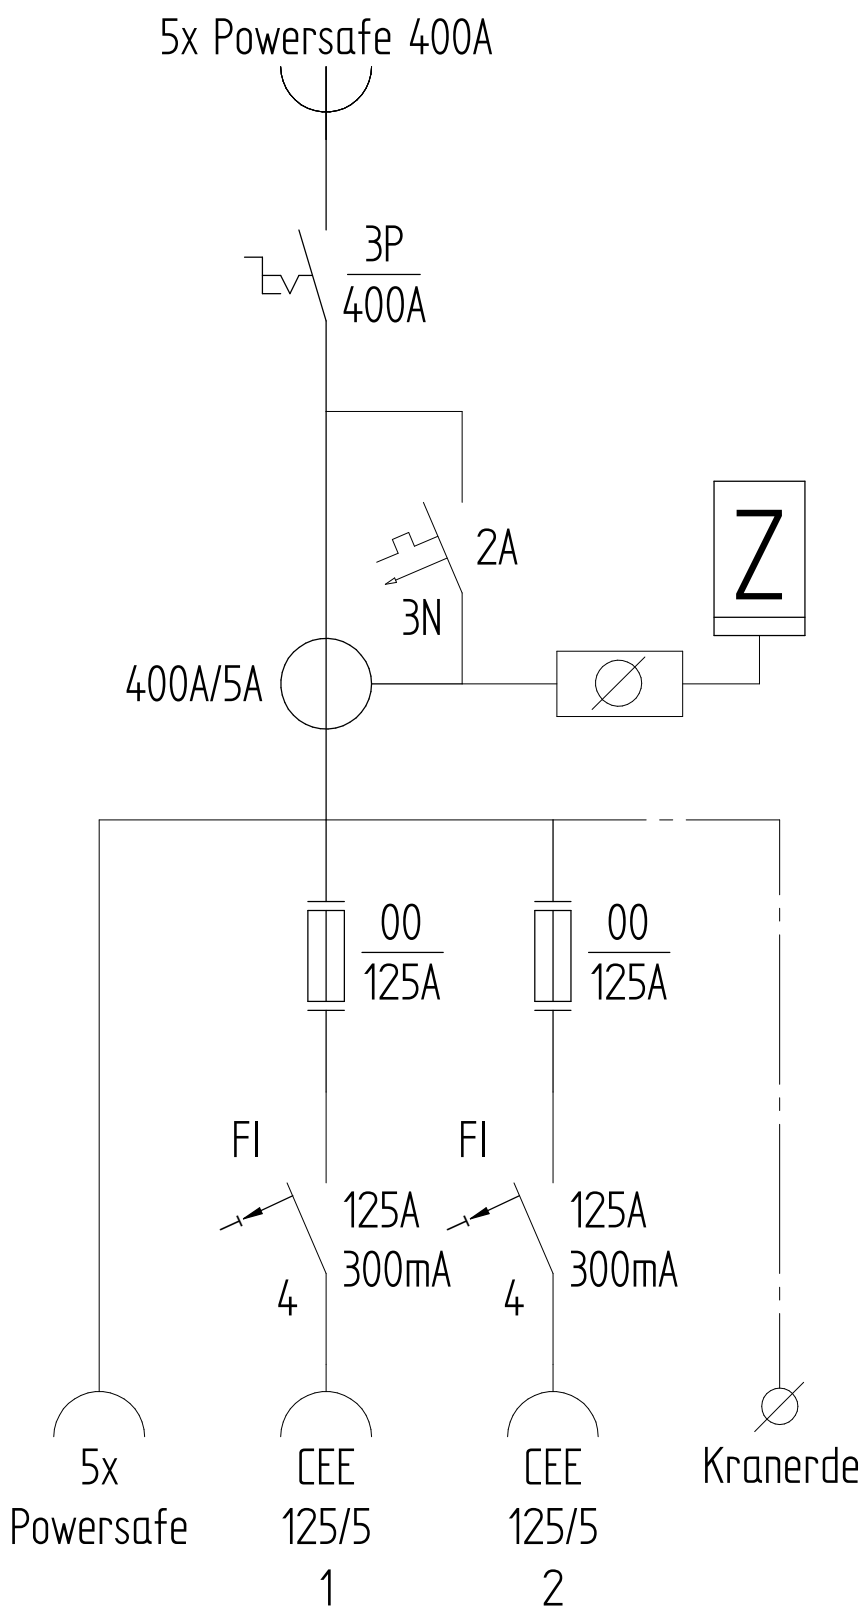 5x Powersafe 400A
3P
400A
2A
3N
Z
400A/5A
00
125A
00
125A
FI
125A
300mA
4
FI
125A
300mA
4
5x
Powersafe
CEE
125/5
1
CEE
125/5
2
Kranerde